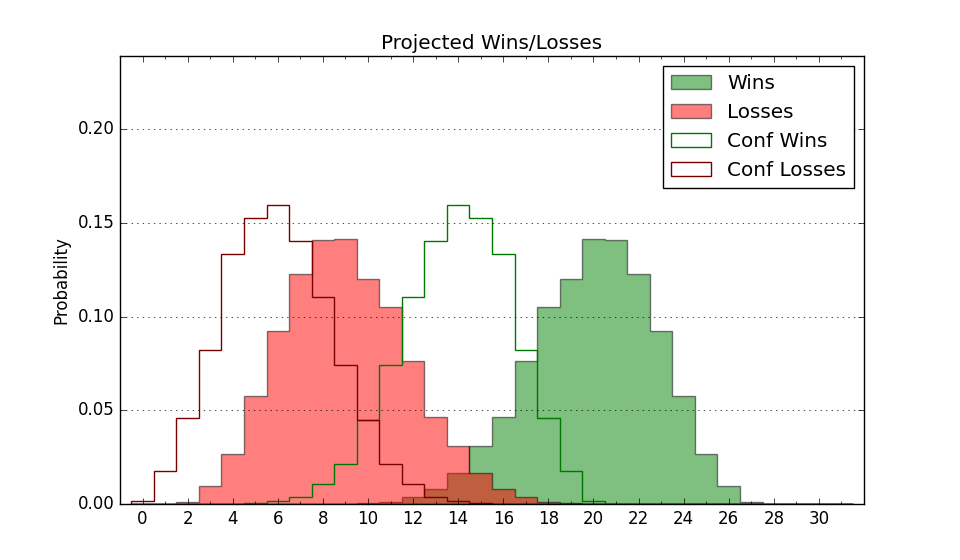 Projected Wins/Losses
Wins
Losses
Conf Wins
Conf Losses
Probability
0.20
0.15
0.10
0.05
0.00
0 2 4 6 8 10 12 14 16 18 20 22 24 26 28 30